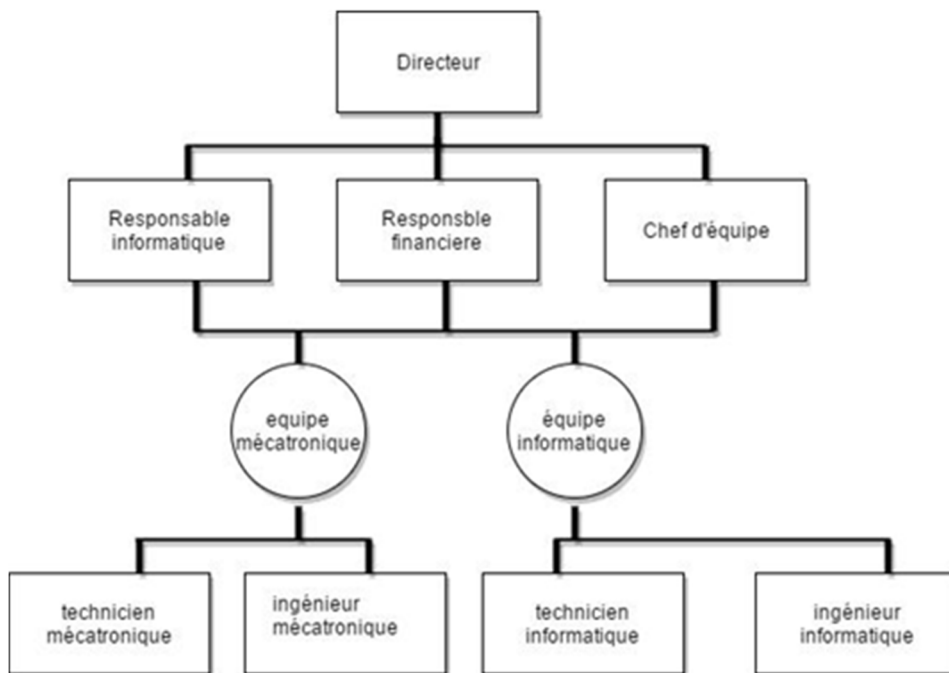 Directeur
Responsable
informatique
Responsble
financiere
Chef d'équipe
equipe
mécatronique
équipe
informatique
technicien
mécatronique
ingénieur
mécatronique
technicien
informatique
ingénieur
informatique